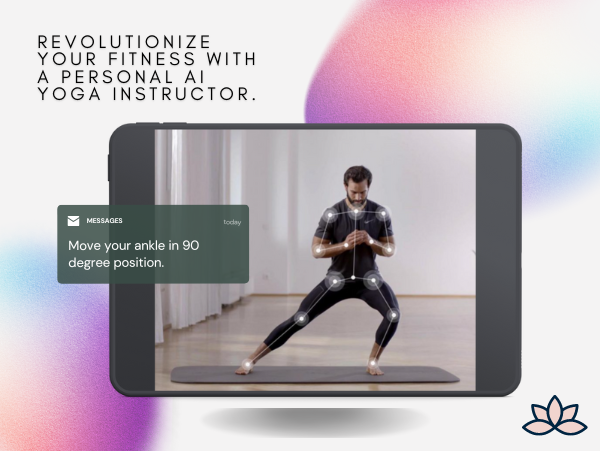 REVOLUTIONIZE
YOUR FITNESS WITH
A PERSONAL AI
YOGA INSTRUCTOR.
MESSAGES today
Move your ankle in 90
degree position.